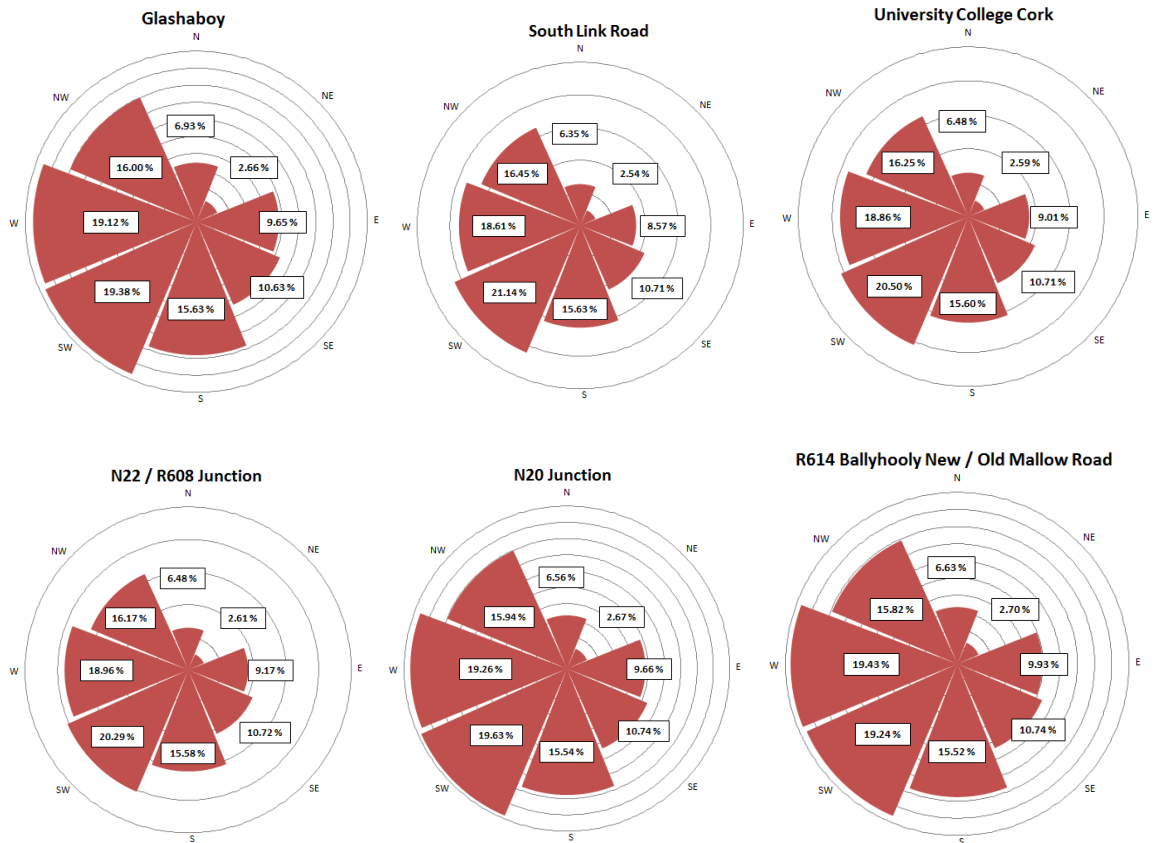 Glashaboy
N
NW
NE
6.93 %
16.00 %
2.66 %
W
19.12 %
9.65 %
E
19.38 %
10.63 %
15.63 %
SW
SE
S
South Link Road
N
NW
NE
6.35 %
16.45 %
2.54 %
W
18.61 %
8.57 %
E
21.14 %
10.71 %
15.63 %
SW
SE
S
University College Cork
N
NW
NE
6.48 %
16.25 %
2.59 %
W
18.86 %
9.01 %
E
20.50 %
10.71 %
15.60 %
SW
SE
S
N22 / R608 Junction
N
NW
NE
6.48 %
16.17 %
2.61 %
W
18.96 %
9.17 %
E
20.29 %
10.72 %
15.58 %
SW
SE
S
N20 Junction
N
NW
NE
6.56 %
15.94 %
2.67 %
W
19.26 %
9.66 %
E
19.63 %
10.74 %
15.54 %
SW
SE
S
R614 Ballyhooly New / Old Mallow Road
N
NW
NE
6.63 %
15.82 %
2.70 %
W
19.43 %
9.93 %
E
19.24 %
10.74 %
15.52 %
SW
SE
S